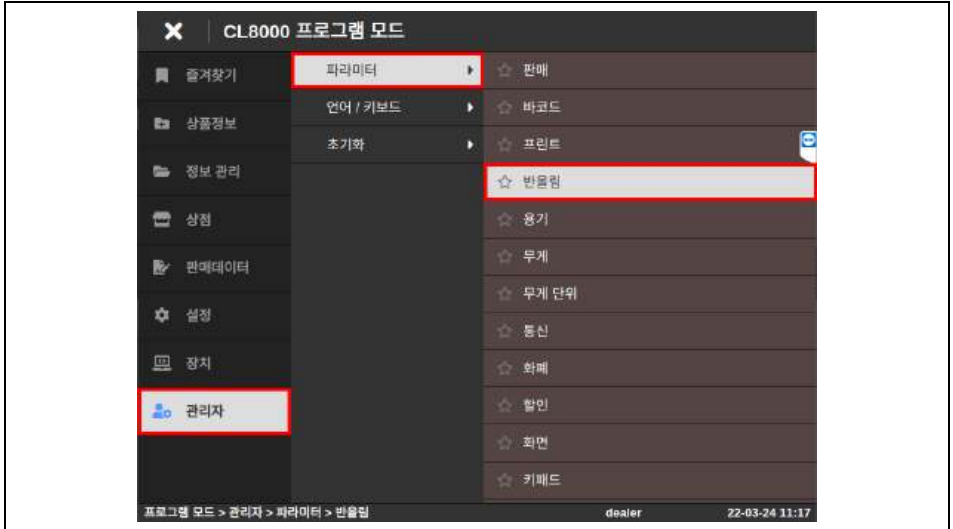 CL8000 프로그램 모드
즐겨찾기
상품정보
정보 관리
상점
판매데이터
설정
장치
관리자
파라미터
언어 / 키보드
초기화
판매
바코드
프린트
반올림
용기
무게
무게 단위
통신
화폐
할인
화면
키패드
프로그램 모드 > 관리자 > 파라미터 > 반올림 dealer 22-03-24 11:17